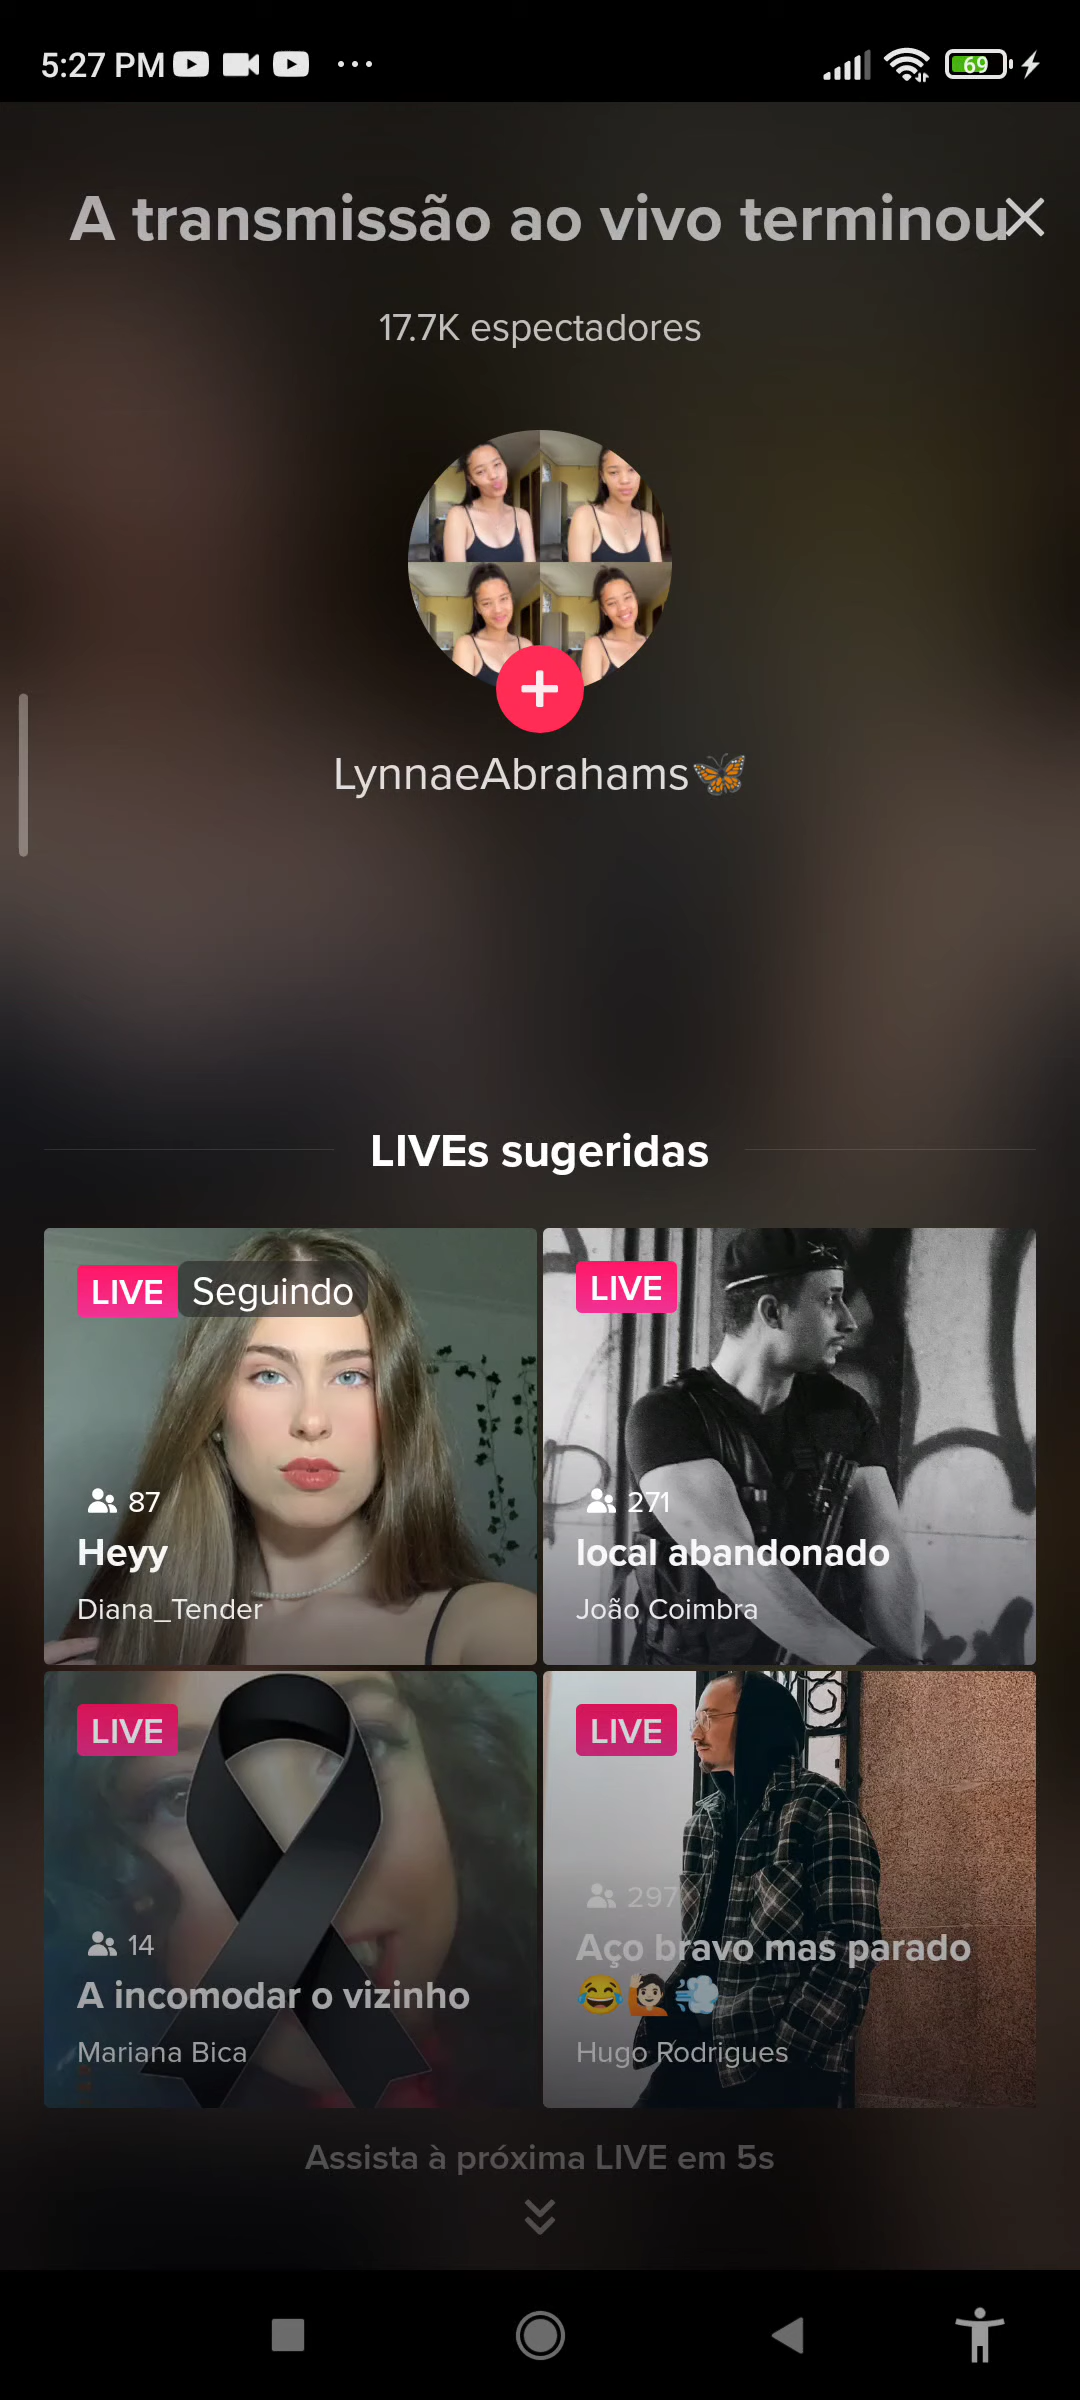 5:27 PM
69
A transmissão ao vivo terminou
17.7K espectadores
LynnaeAbrahams🦋
LIVEs sugeridas
LIVE Seguindo
87
Heyy
Diana_Tender
LIVE
271
local abandonado
João Coimbra
LIVE
14
A incomodar o vizinho
Mariana Bica
LIVE
297
Aço bravo mas parado
😂🙋🏻💨
Hugo Rodrigues
Assista à próxima LIVE em 5s